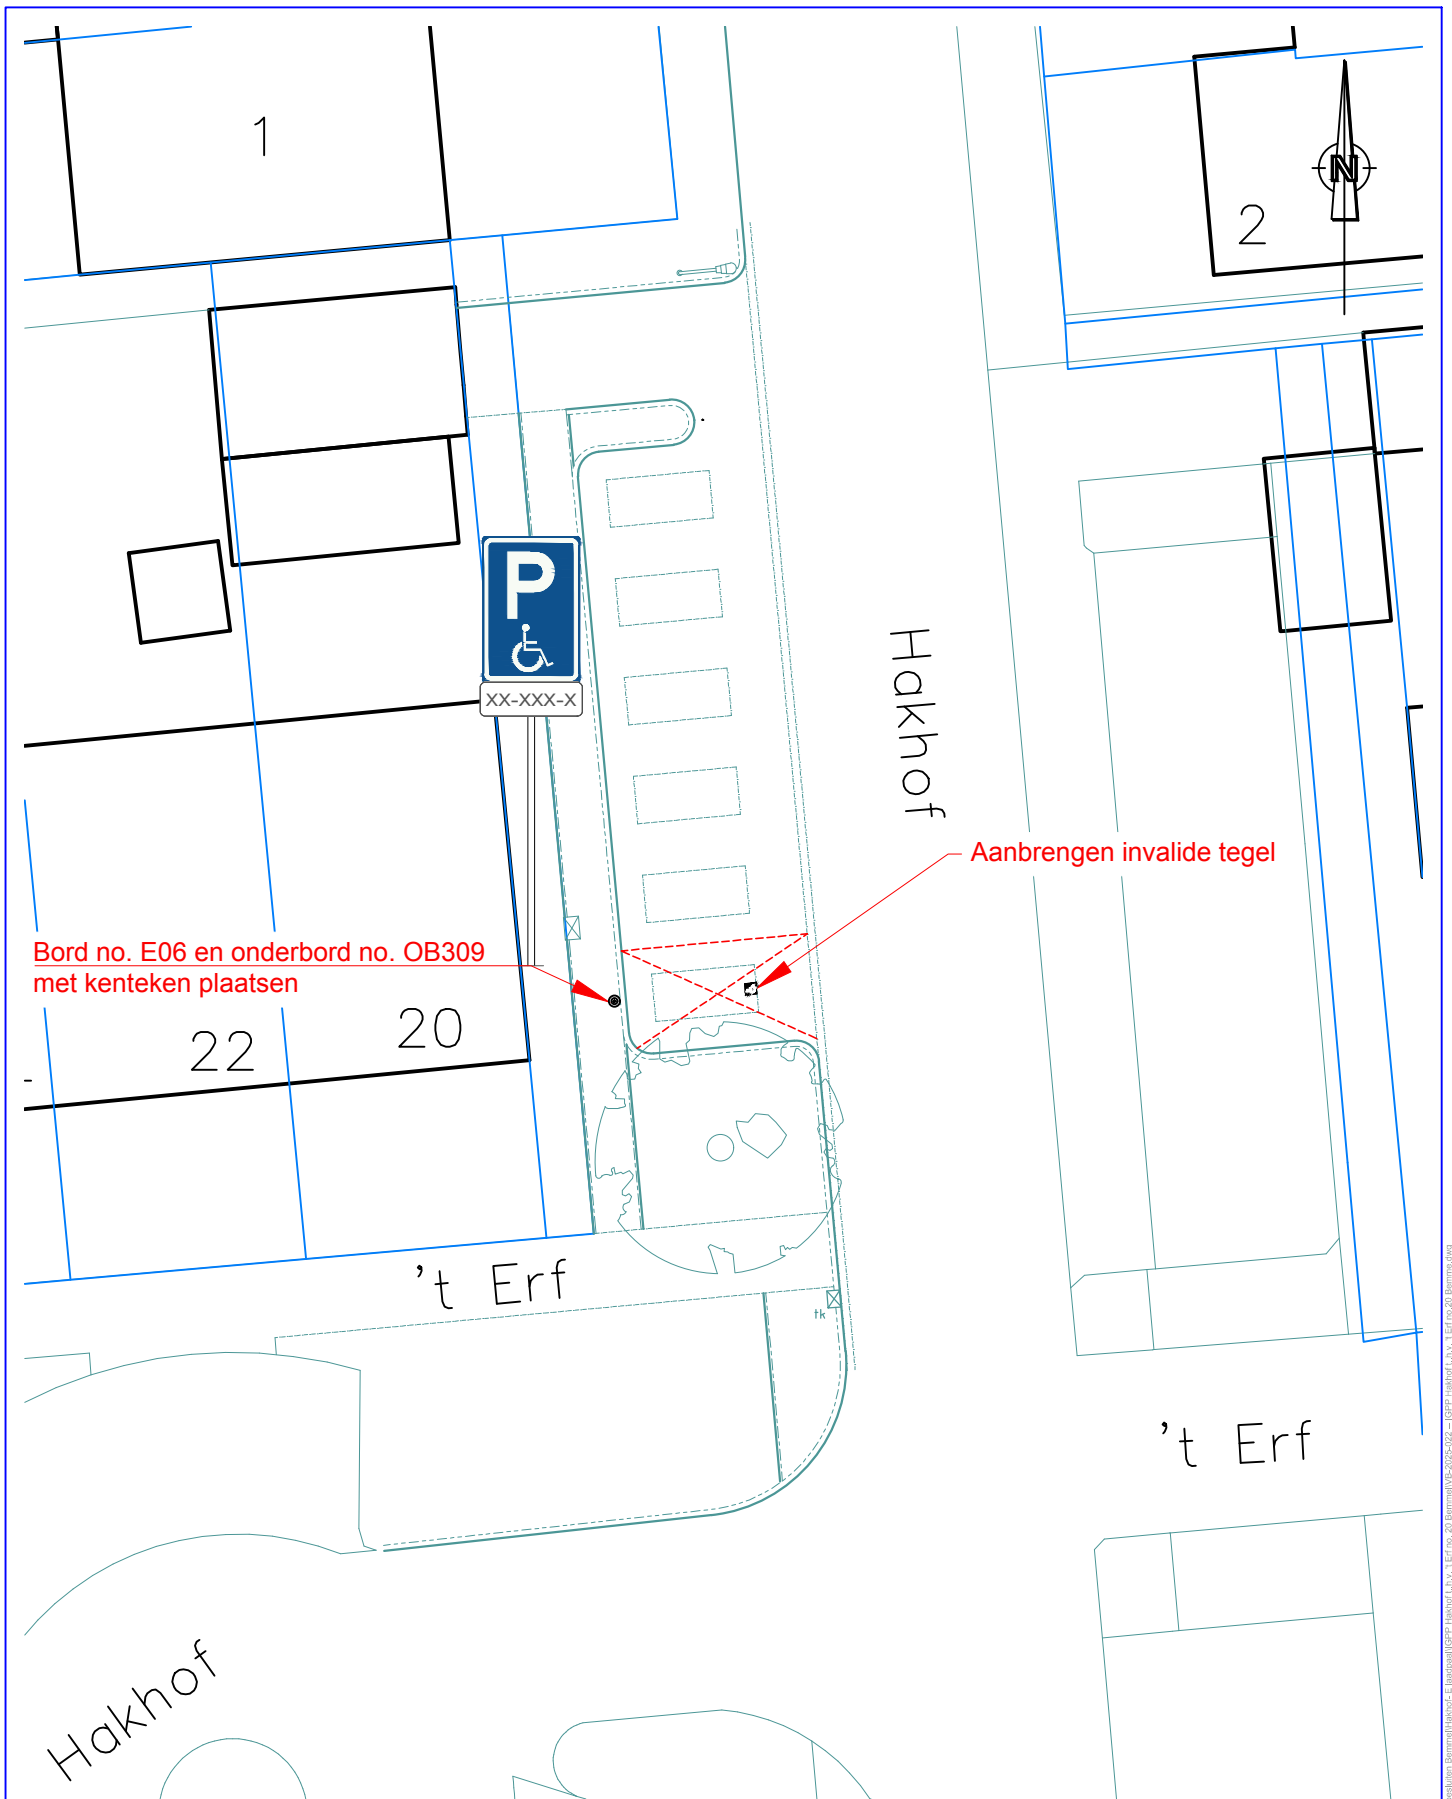 1
2
N
P
XX-XXX-X
Hakhof
Aanbrengen invalide tegel
Bord no. E06 en onderbord no. OB309
met kenteken plaatsen
22
20
't Erf
tk
't Erf
Hakhof